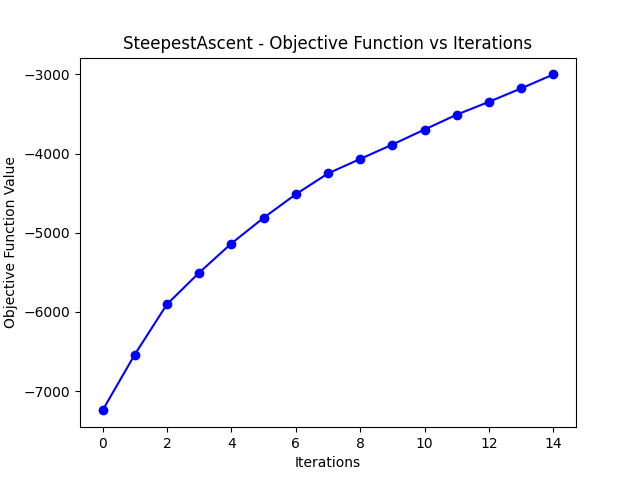 SteepestAscent - Objective Function vs Iterations
Objective Function Value
−3000
−4000
−5000
−6000
−7000
0 2 4 6 8 10 12 14
Iterations